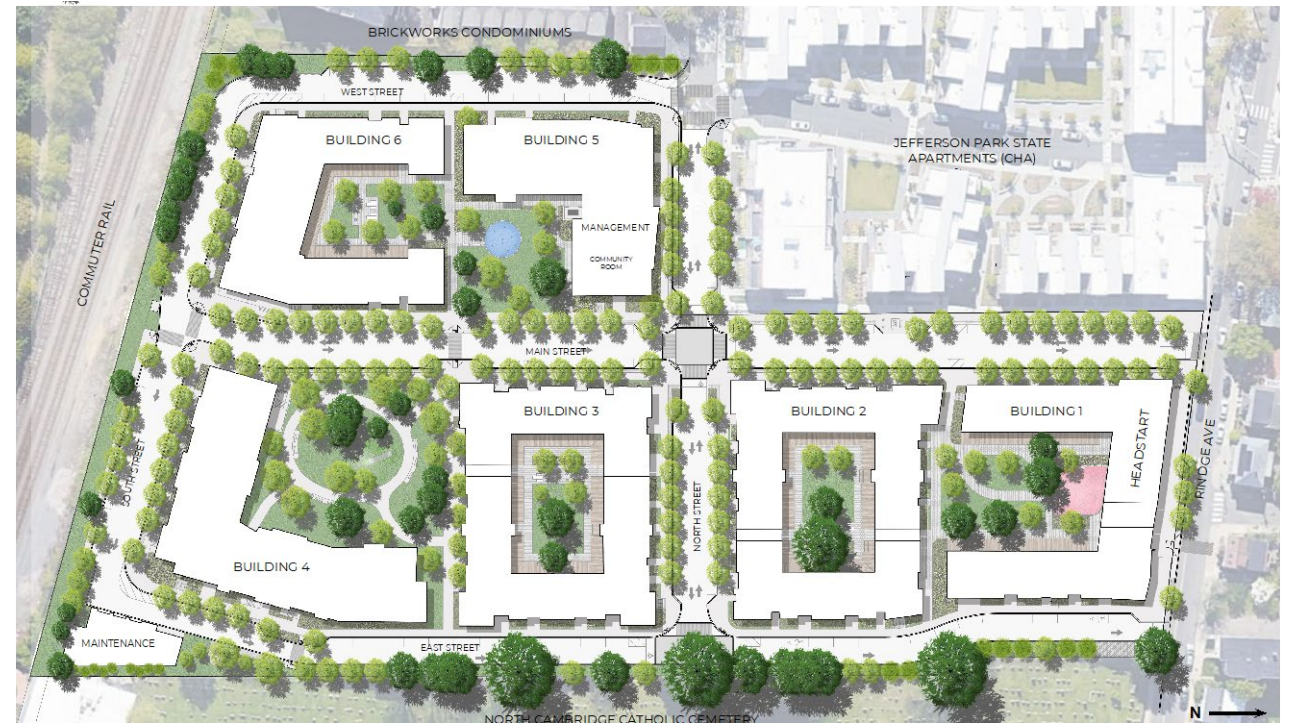 BRICKWORKS CONDOMINIUMS
WEST STREET
BUILDING 6
BUILDING 5
JEFFERSON PARK STATE
APARTMENTS (CHA)
COMMUTER RAIL
MANAGEMENT
COMMUNITY
ROOM
MAIN STREET
BUILDING 3
BUILDING 2
BUILDING 1
HEADSTART
RINDGE AVE
SOUTH STREET
NORTH STREET
BUILDING 4
MAINTENANCE
EAST STREET
NORTH CAMBRIDGE CATHOLIC CEMETERY
N